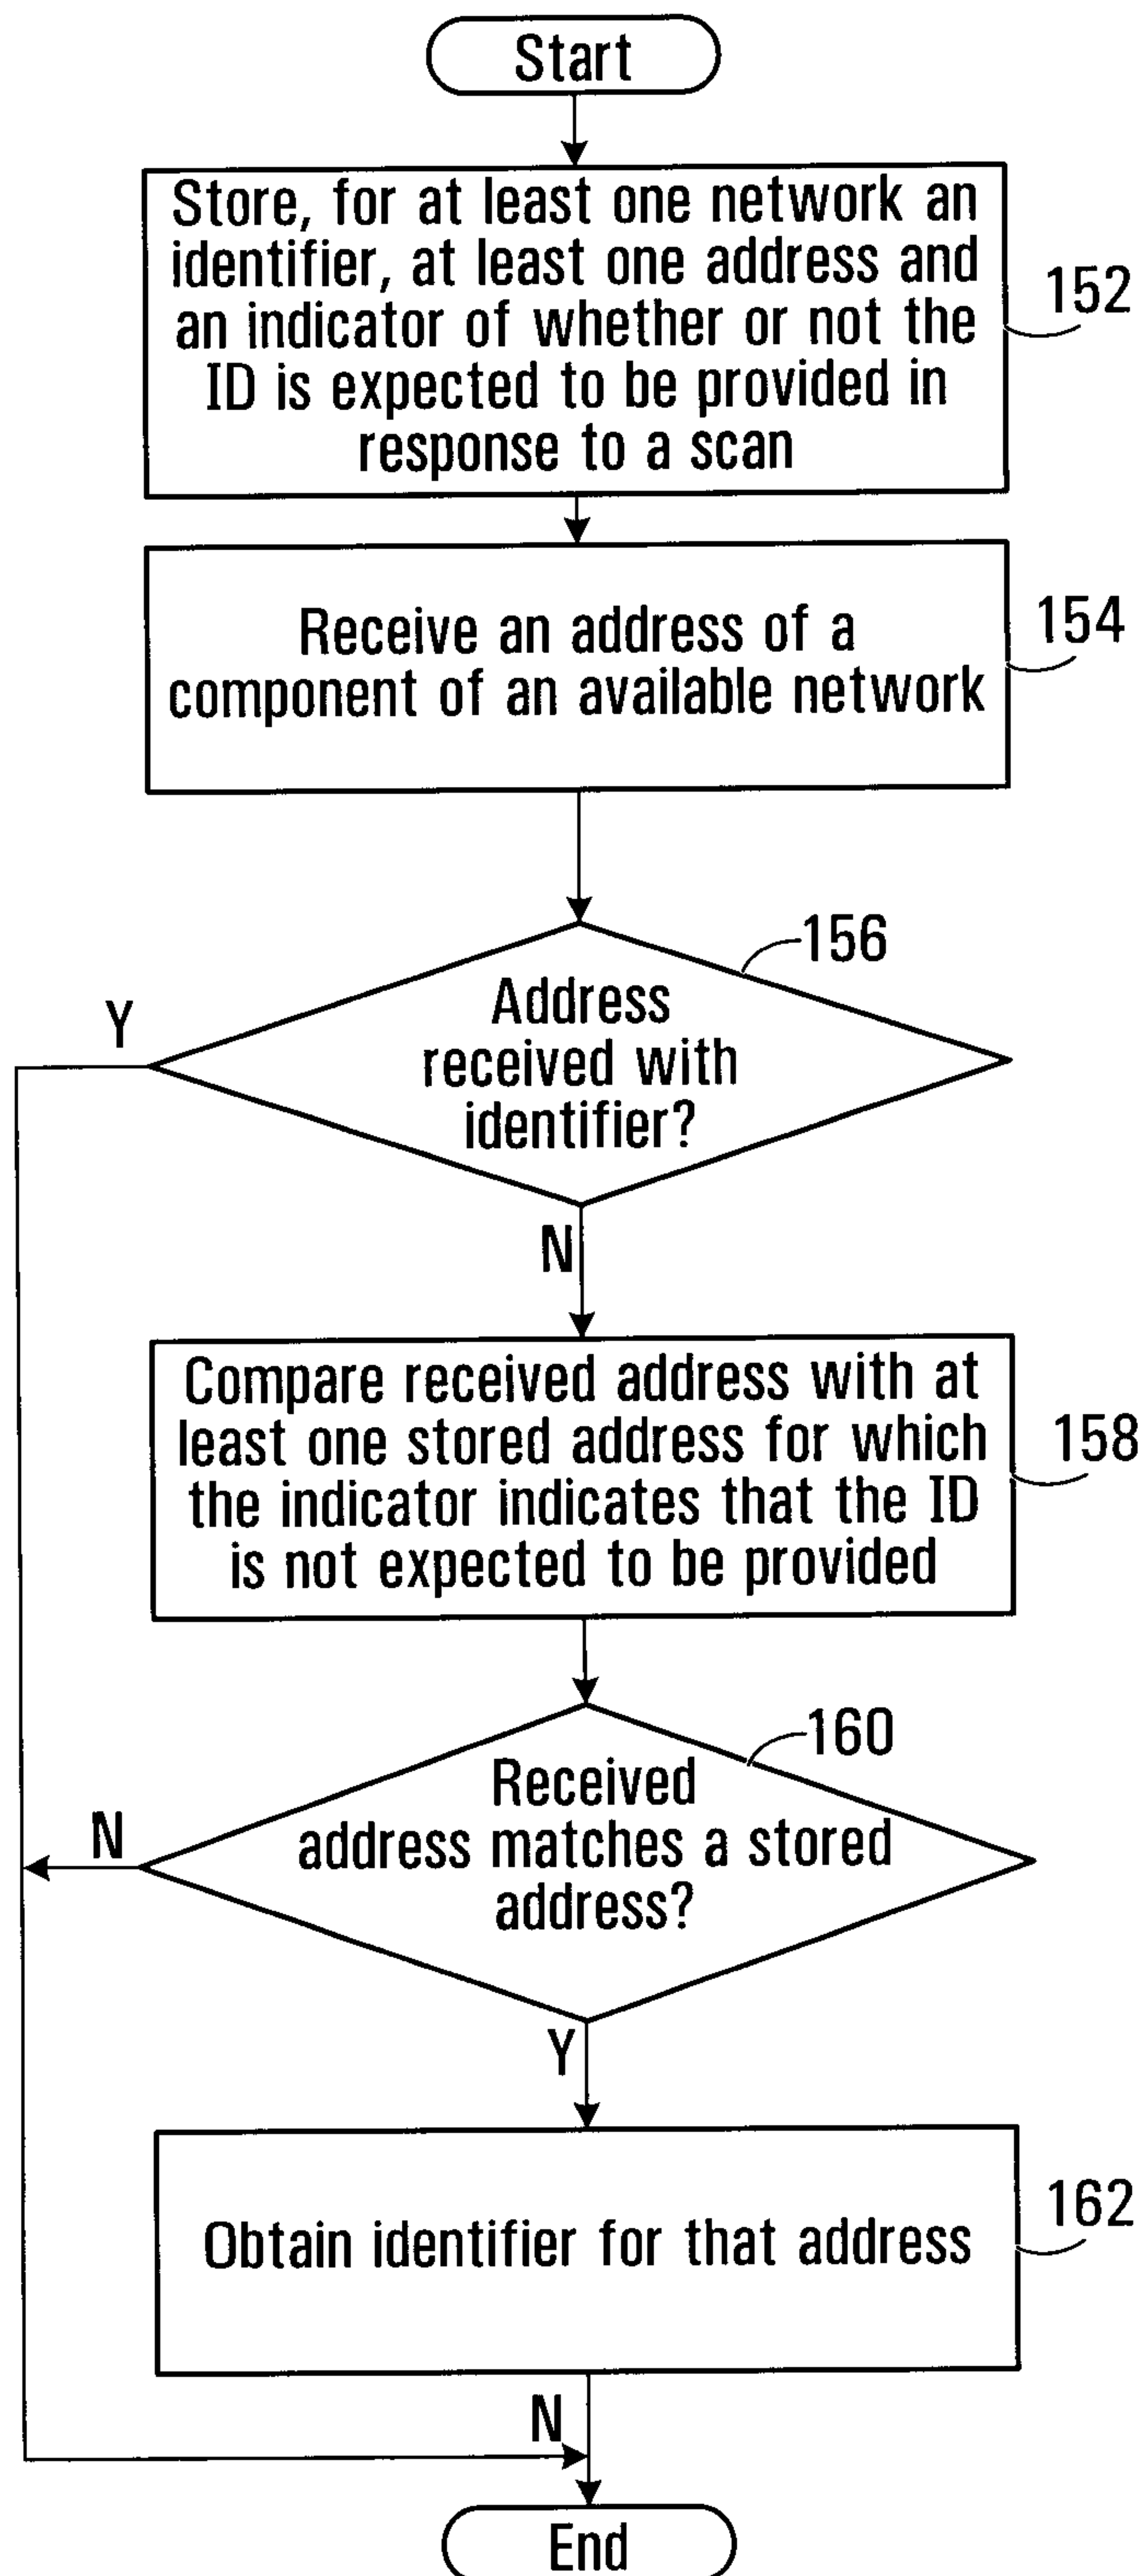 Start
Store, for at least one network an
identifier, at least one address and
an indicator of whether or not the
ID is expected to be provided in
response to a scan
152
Receive an address of a
component of an available network
154
156
Address
received with
identifier?
Y
N
Compare received address with at
least one stored address for which
the indicator indicates that the ID
is not expected to be provided
158
160
Received
address matches a stored
address?
N
Y
Obtain identifier for that address
162
N
End